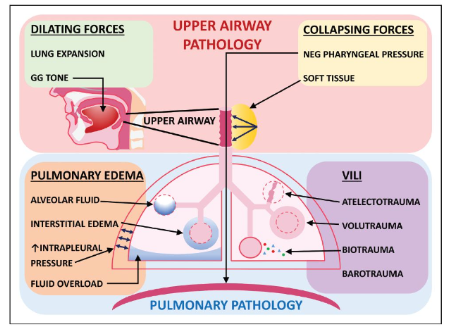 DILATING FORCES
LUNG EXPANSION
GG TONE
UPPER AIRWAY
PATHOLOGY
COLLAPSING FORCES
NEG PHARYNGEAL PRESSURE
SOFT TISSUE
UPPER AIRWAY
PULMONARY EDEMA
ALVEOLAR FLUID
INTERSTITIAL EDEMA
↑INTRAPLEURAL
PRESSURE
FLUID OVERLOAD
VILI
ATELECTOTRAUMA
VOLUTRAUMA
BIOTRAUMA
BAROTRAUMA
PULMONARY PATHOLOGY